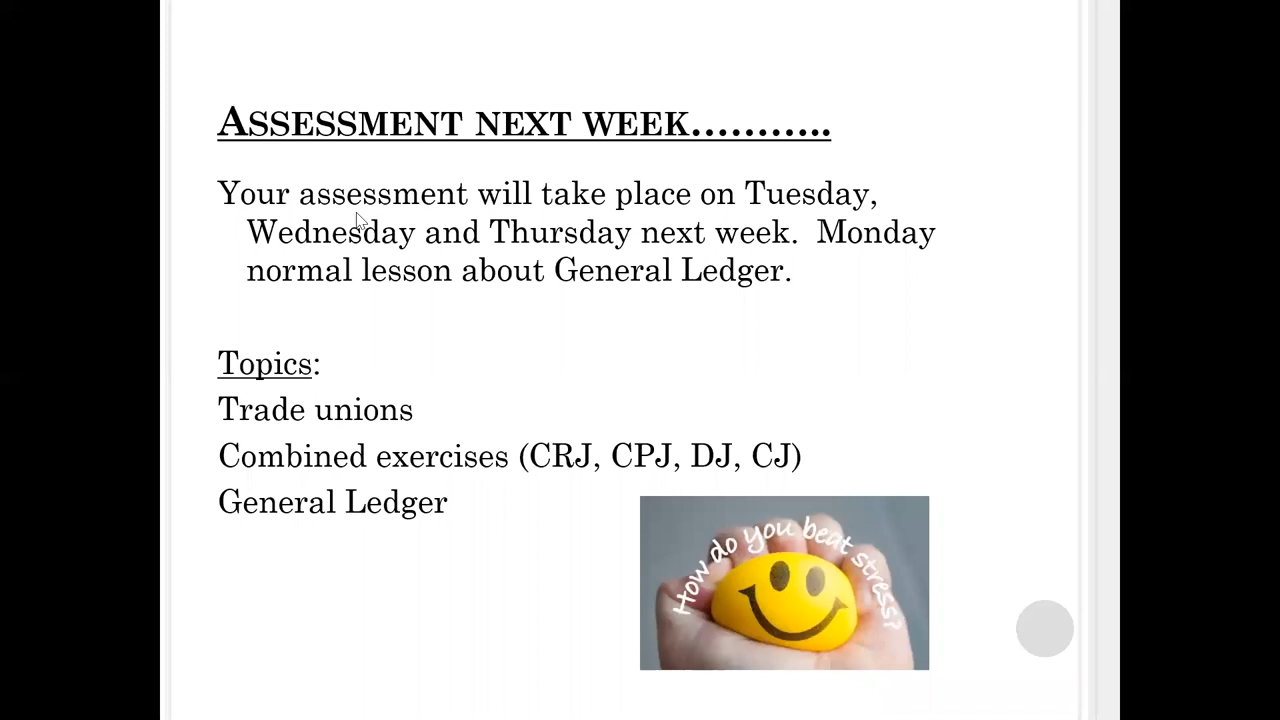 ASSESSMENT NEXT WEEK………..
Your assessment will take place on Tuesday,
Wednesday and Thursday next week.  Monday
normal lesson about General Ledger.
Topics:
Trade unions
Combined exercises (CRJ, CPJ, DJ, CJ)
General Ledger
How do you beat stress?